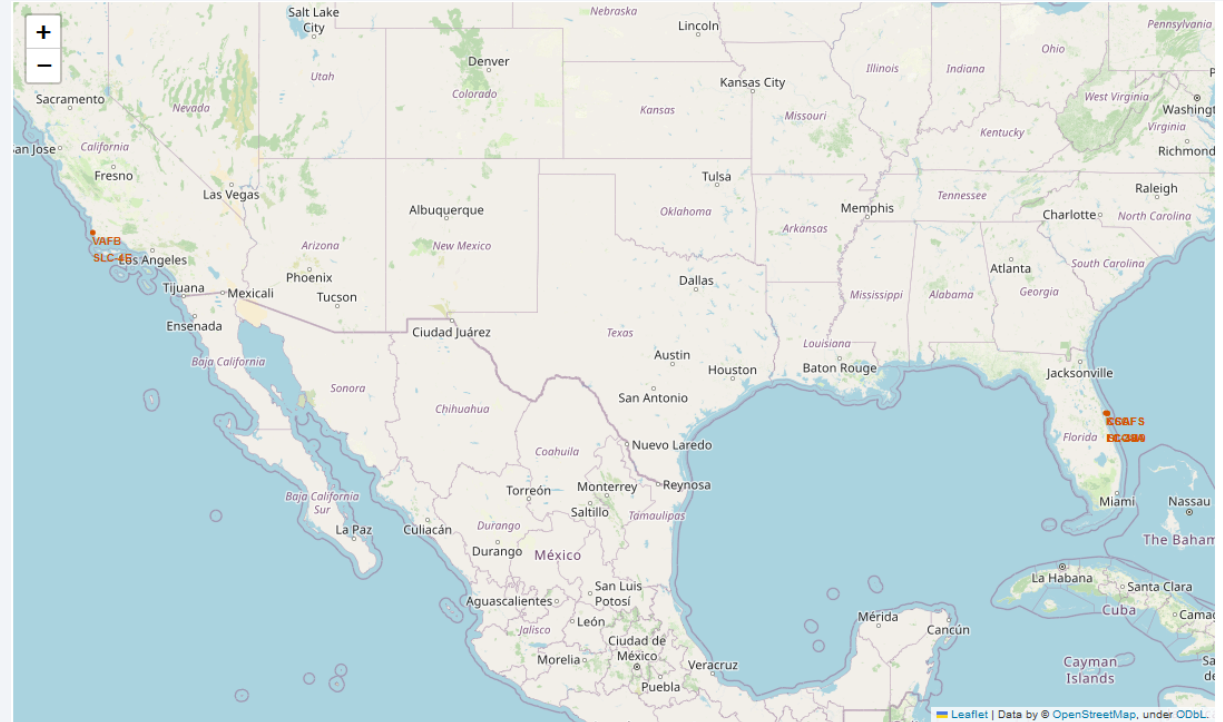 +
−
Salt Lake
City
Nebraska
Lincoln
Pennsylvania
Denver
Utah
Colorado
Kansas City
Illinois
Indiana
Ohio
Sacramento
Nevada
Kansas
Missouri
West Virginia
Washingt
Virginia
an Jose
California
Kentucky
Richmond
Fresno
Las Vegas
Tulsa
Raleigh
Albuquerque
Oklahoma
Memphis
Tennessee
Charlotte
North Carolina
VAFB
SLC-4E
Los Angeles
Arizona
New Mexico
Arkansas
Phoenix
Dallas
Atlanta
South Carolina
Tijuana
Mexicali
Tucson
Mississippi
Alabama
Georgia
Ensenada
Ciudad Juárez
Texas
Louisiana
Baja California
Austin
Houston
Baton Rouge
Jacksonville
Sonora
Chihuahua
San Antonio
Florida
Coahuila
Nuevo Laredo
Torreón
Monterrey
Reynosa
Baja California
Sur
Saltillo
Tamaulipas
Miami
Nassau
La Paz
Culiacán
Durango
Durango
México
The Baham
La Habana
Santa Clara
Cuba
Camag
San Luis
Potosí
Aguascalientes
León
Jalisco
Ciudad de
México
Mérida
Cancún
Morelia
Veracruz
Puebla
Cayman
Islands
Sa
de
Leaflet | Data by © OpenStreetMap, under ODbL.